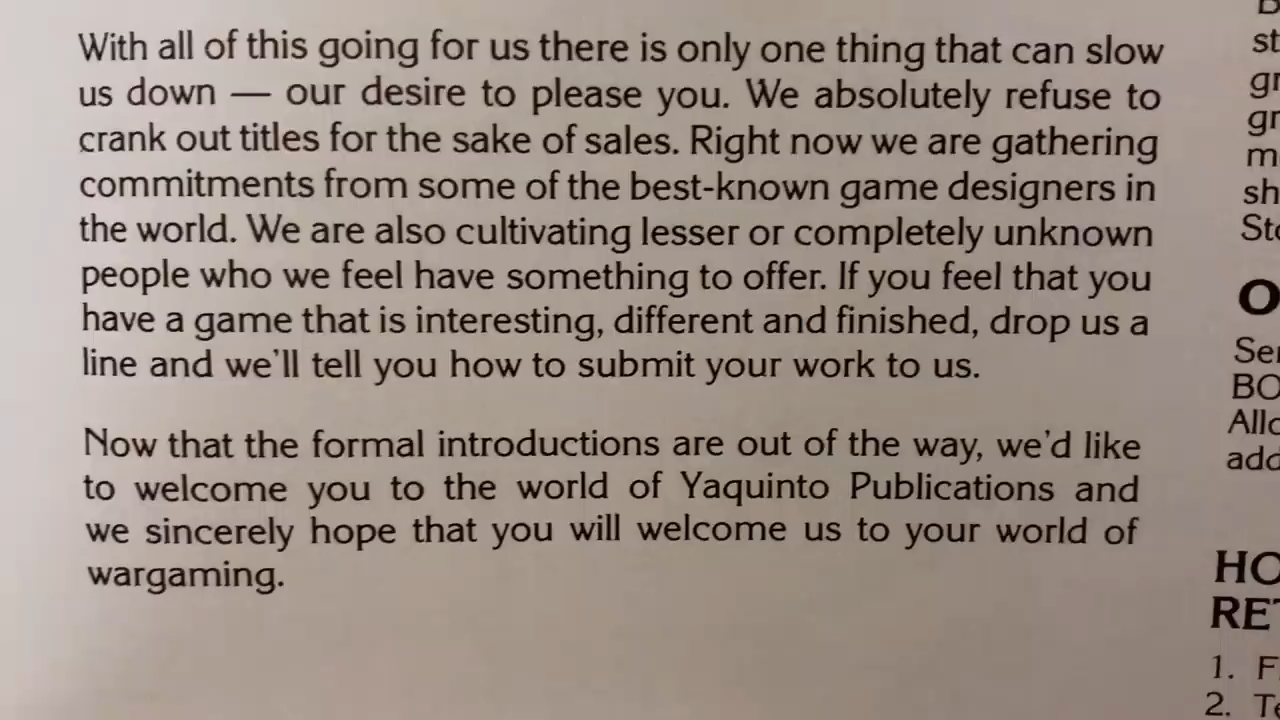 With all of this going for us there is only one thing that can slow
us down — our desire to please you. We absolutely refuse to
crank out titles for the sake of sales. Right now we are gathering
commitments from some of the best-known game designers in
the world. We are also cultivating lesser or completely unknown
people who we feel have something to offer. If you feel that you
have a game that is interesting, different and finished, drop us a
line and we'll tell you how to submit your work to us.
Now that the formal introductions are out of the way, we'd like
to welcome you to the world of Yaquinto Publications and
we sincerely hope that you will welcome us to your world of
wargaming.
1.
2.